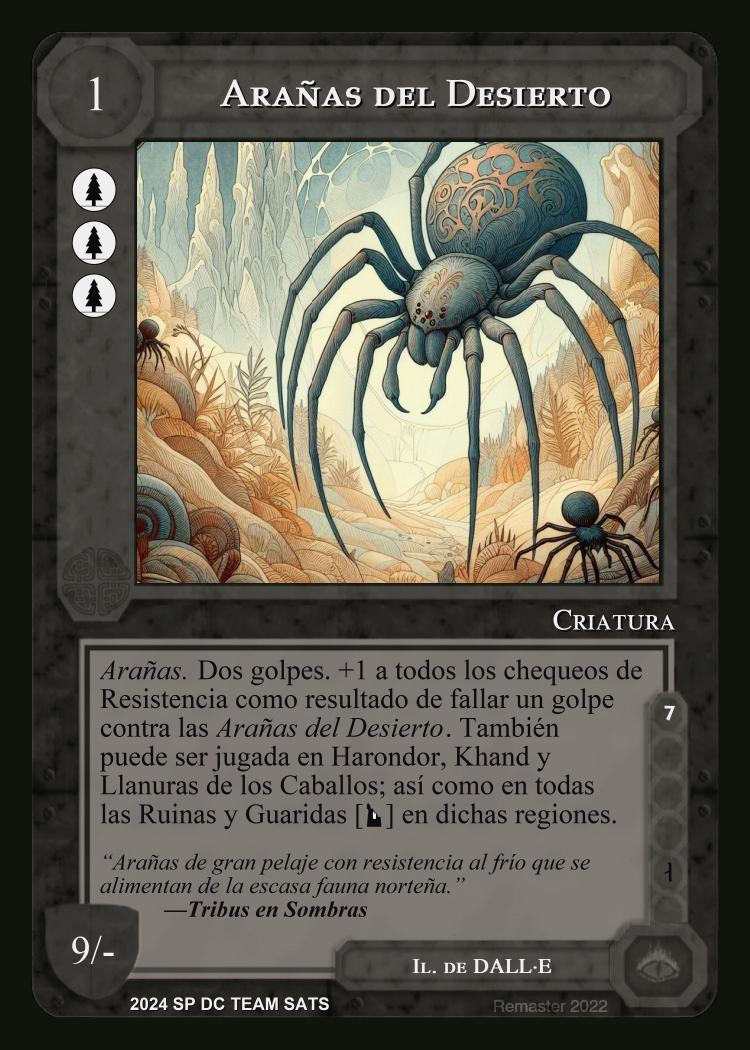 1
Arañas del Desierto
Criatura
Arañas. Dos golpes. +1 a todos los chequeos de
Resistencia como resultado de fallar un golpe
contra las Arañas del Desierto. También
puede ser jugada en Harondor, Khand y
Llanuras de los Caballos; así como en todas
las Ruinas y Guaridas [] en dichas regiones.
7
“Arañas de gran pelaje con resistencia al frío que se
alimentan de la escasa fauna norteña.”
—Tribus en Sombras
9/-
Il. de DALL·E
2024 SP DC TEAM SATS
Remaster 2022